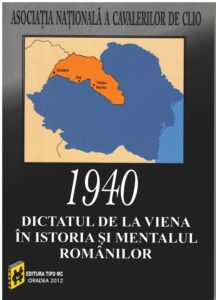 ASOCIAȚIA NAȚIONALĂ A CAVALERILOR DE CLIO
Oradea
Cluj
Târgu
Mureș
1940
DICTATUL DE LA VIENA
ÎN ISTORIA ȘI MENTALUL
ROMÂNILOR
EDITURA TIPO MC
ORADEA 2012